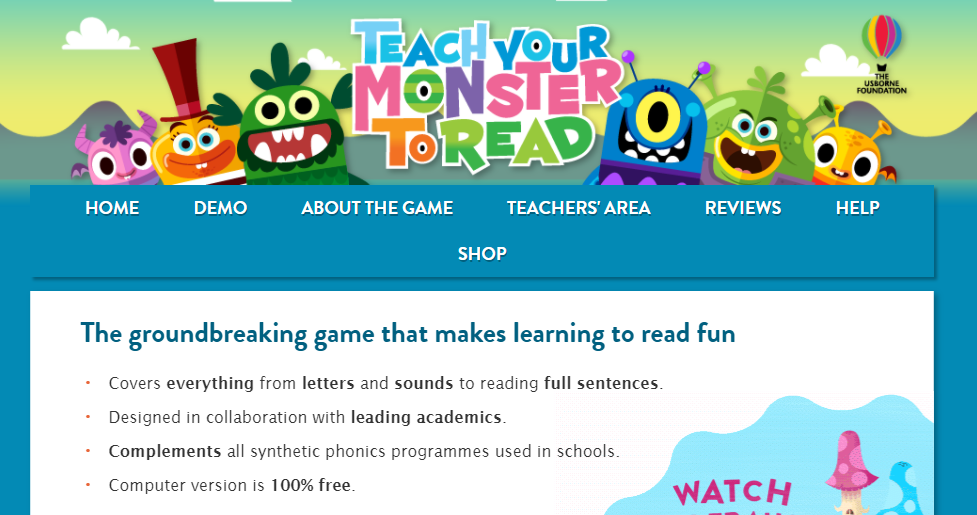 TEACH YOUR
MONSTER
TO READ
THE
USBORNE
FOUNDATION
HOME DEMO ABOUT THE GAME TEACHERS' AREA REVIEWS HELP
SHOP
The groundbreaking game that makes learning to read fun
• Covers everything from letters and sounds to reading full sentences.
• Designed in collaboration with leading academics.
• Complements all synthetic phonics programmes used in schools.
• Computer version is 100% free.
WATCH